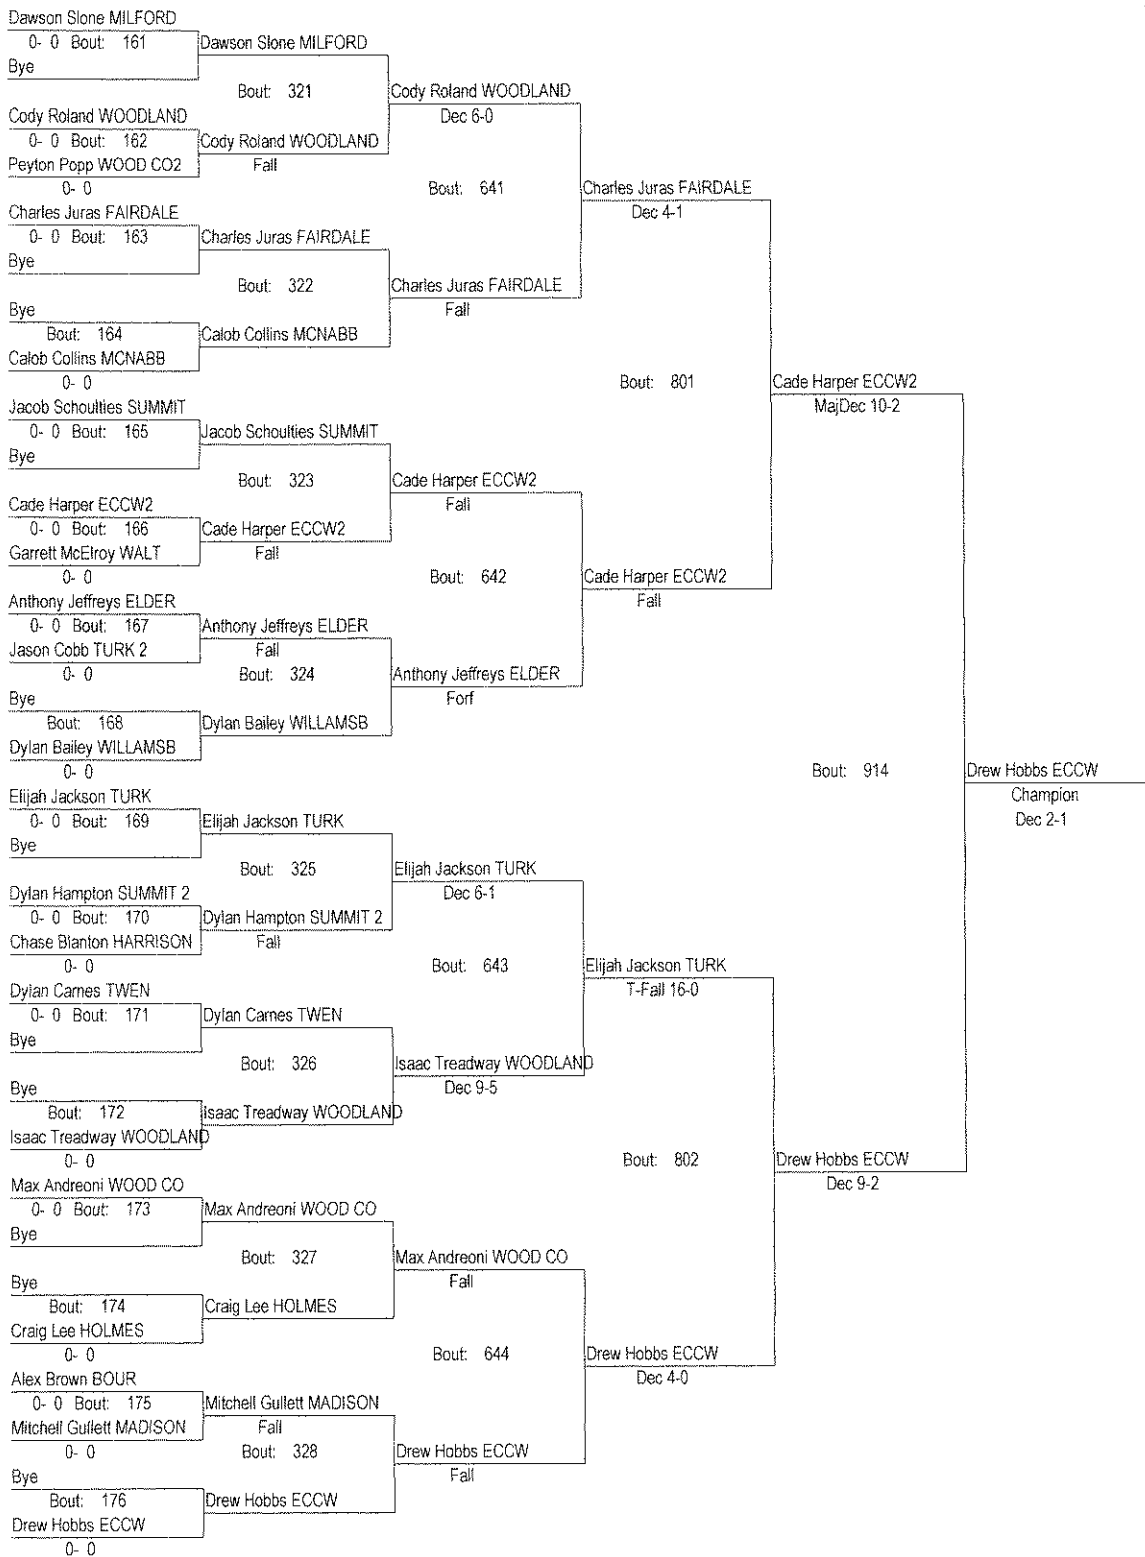 Dawson Slone MILFORD
0- 0 Bout: 161
Bye
Dawson Slone MILFORD
Bout: 321
Cody Roland WOODLAND
0- 0 Bout: 162
Peyton Popp WOOD CO2
0- 0
Cody Roland WOODLAND
Fall
Cody Roland WOODLAND
Dec 6-0
Bout: 641
Charles Juras FAIRDALE
0- 0 Bout: 163
Bye
Charles Juras FAIRDALE
Bout: 322
Bye
Bout: 164
Calob Collins MCNABB
0- 0
Calob Collins MCNABB
Charles Juras FAIRDALE
Fall
Charles Juras FAIRDALE
Dec 4-1
Bout: 801
Jacob Schoulties SUMMIT
0- 0 Bout: 165
Bye
Jacob Schoulties SUMMIT
Bout: 323
Cade Harper ECCW2
0- 0 Bout: 166
Garrett McElroy WALT
0- 0
Cade Harper ECCW2
Fall
Cade Harper ECCW2
Fall
Bout: 642
Anthony Jeffreys ELDER
0- 0 Bout: 167
Jason Cobb TURK 2
0- 0
Anthony Jeffreys ELDER
Fall
Bout: 324
Bye
Bout: 168
Dylan Bailey WILLAMSB
0- 0
Dylan Bailey WILLAMSB
Anthony Jeffreys ELDER
Forf
Cade Harper ECCW2
Fall
Cade Harper ECCW2
MajDec 10-2
Bout: 914
Elijah Jackson TURK
0- 0 Bout: 169
Bye
Elijah Jackson TURK
Bout: 325
Dylan Hampton SUMMIT 2
0- 0 Bout: 170
Chase Blanton HARRISON
0- 0
Dylan Hampton SUMMIT 2
Fall
Elijah Jackson TURK
Dec 6-1
Bout: 643
Dylan Carnes TWEN
0- 0 Bout: 171
Bye
Dylan Carnes TWEN
Bout: 326
Bye
Bout: 172
Isaac Treadway WOODLAND
0- 0
Isaac Treadway WOODLAND
Isaac Treadway WOODLAND
Dec 9-5
Elijah Jackson TURK
T-Fall 16-0
Bout: 802
Max Andreoni WOOD CO
0- 0 Bout: 173
Bye
Max Andreoni WOOD CO
Bout: 327
Bye
Bout: 174
Craig Lee HOLMES
0- 0
Craig Lee HOLMES
Max Andreoni WOOD CO
Fall
Bout: 644
Alex Brown BOUR
0- 0 Bout: 175
Mitchell Gullett MADISON
0- 0
Mitchell Gullett MADISON
Fall
Bout: 328
Bye
Bout: 176
Drew Hobbs ECCW
0- 0
Drew Hobbs ECCW
Drew Hobbs ECCW
Fall
Drew Hobbs ECCW
Dec 4-0
Drew Hobbs ECCW
Dec 9-2
Drew Hobbs ECCW
Champion
Dec 2-1